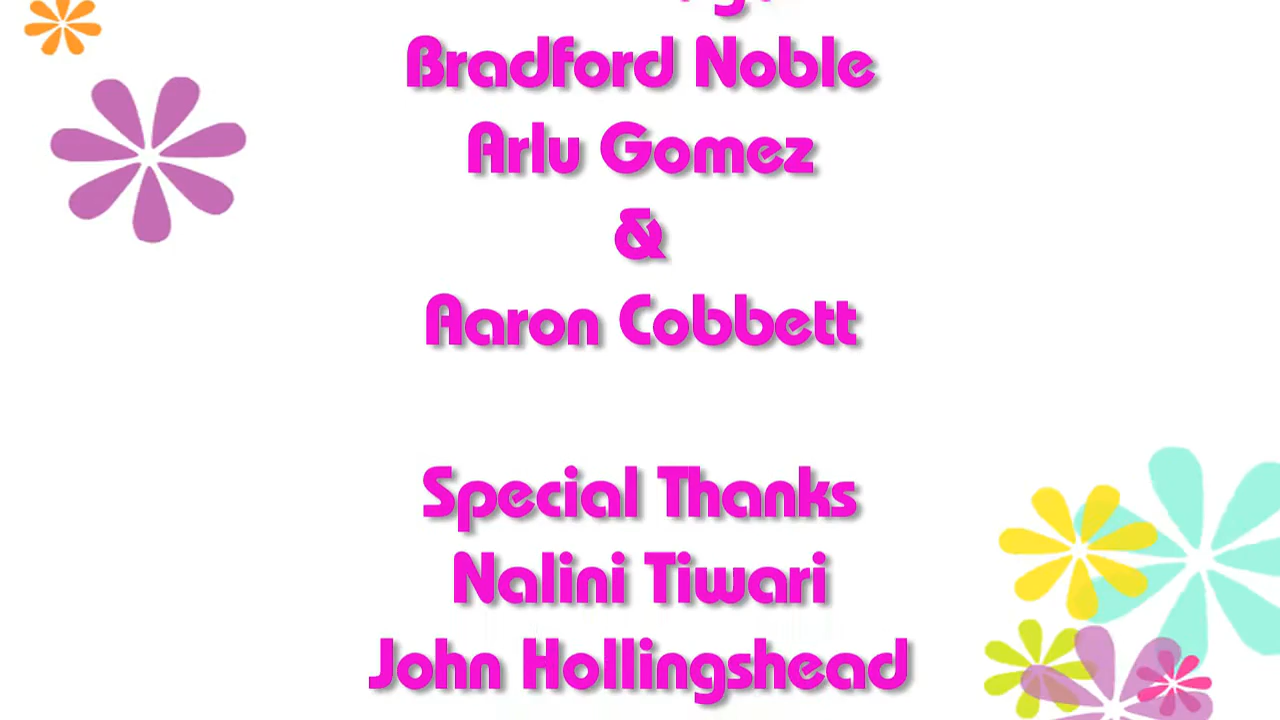 Bradford Noble
Arlu Gomez
&
Aaron Cobbett
Special Thanks
Nalini Tiwari
John Hollingshead